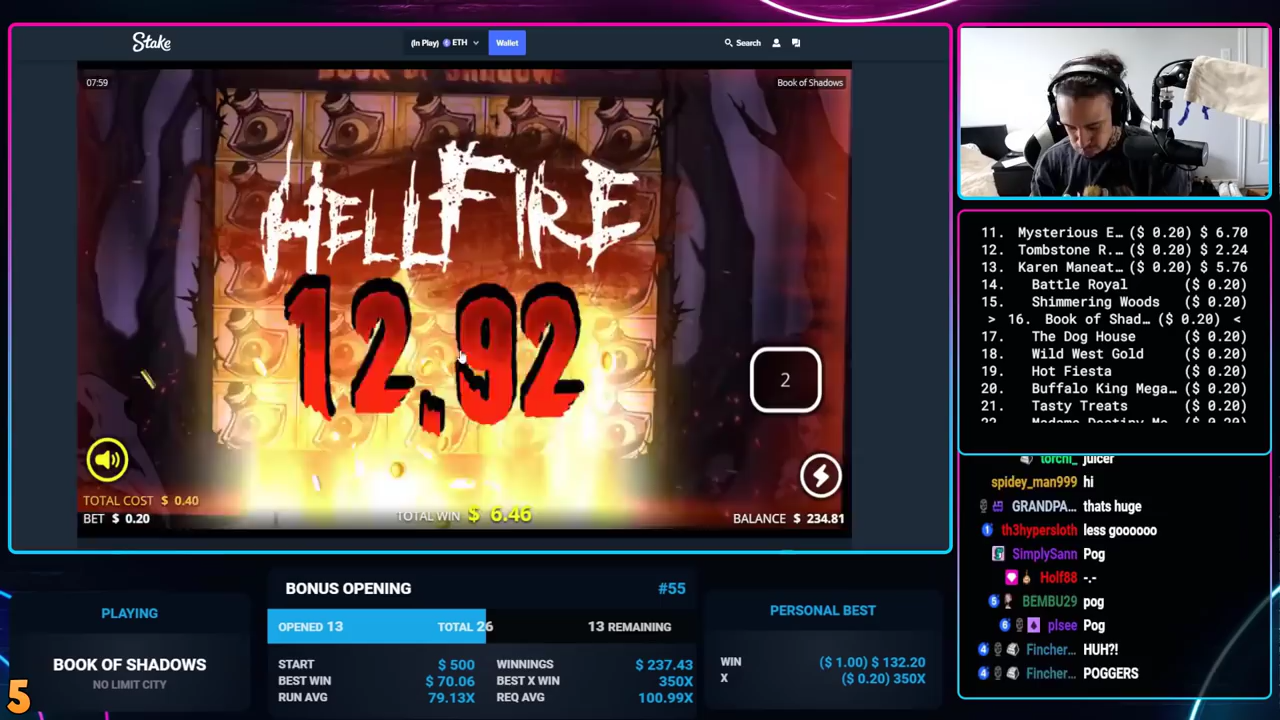 Stake
(In Play) ETH
Wallet
Search
07:59
BOOK OF SHADOWS
Book of Shadows
HELLFIRE
12,92
2
TOTAL COST $ 0.40
BET $ 0.20
TOTAL WIN $ 6.46
BALANCE $ 234.81
11. Mysterious E… ($ 0.20) $ 6.70
12. Tombstone R… ($ 0.20) $ 2.24
13. Karen Maneat… ($ 0.20) $ 5.76
14. Battle Royal ($ 0.20)
15. Shimmering Woods ($ 0.20)
> 16. Book of Shad… ($ 0.20) <
17. The Dog House ($ 0.20)
18. Wild West Gold ($ 0.20)
19. Hot Fiesta ($ 0.20)
20. Buffalo King Mega… ($ 0.20)
21. Tasty Treats ($ 0.20)
torchi_ juicer
spidey_man999 hi
GRANDPA… thats huge
th3hypersloth less goooooo
SimplySann Pog
Holf88 -.-
BEMBU29 pog
plsee Pog
Fincher… HUH?!
Fincher… POGGERS
PLAYING
BOOK OF SHADOWS
NO LIMIT CITY
5
BONUS OPENING #55
OPENED 13 TOTAL 26 13 REMAINING
START $ 500 WINNINGS $ 237.43
BEST WIN $ 70.06 BEST X WIN 350X
RUN AVG 79.13X REQ AVG 100.99X
PERSONAL BEST
WIN ($ 1.00) $ 132.20
X ($ 0.20) 350X